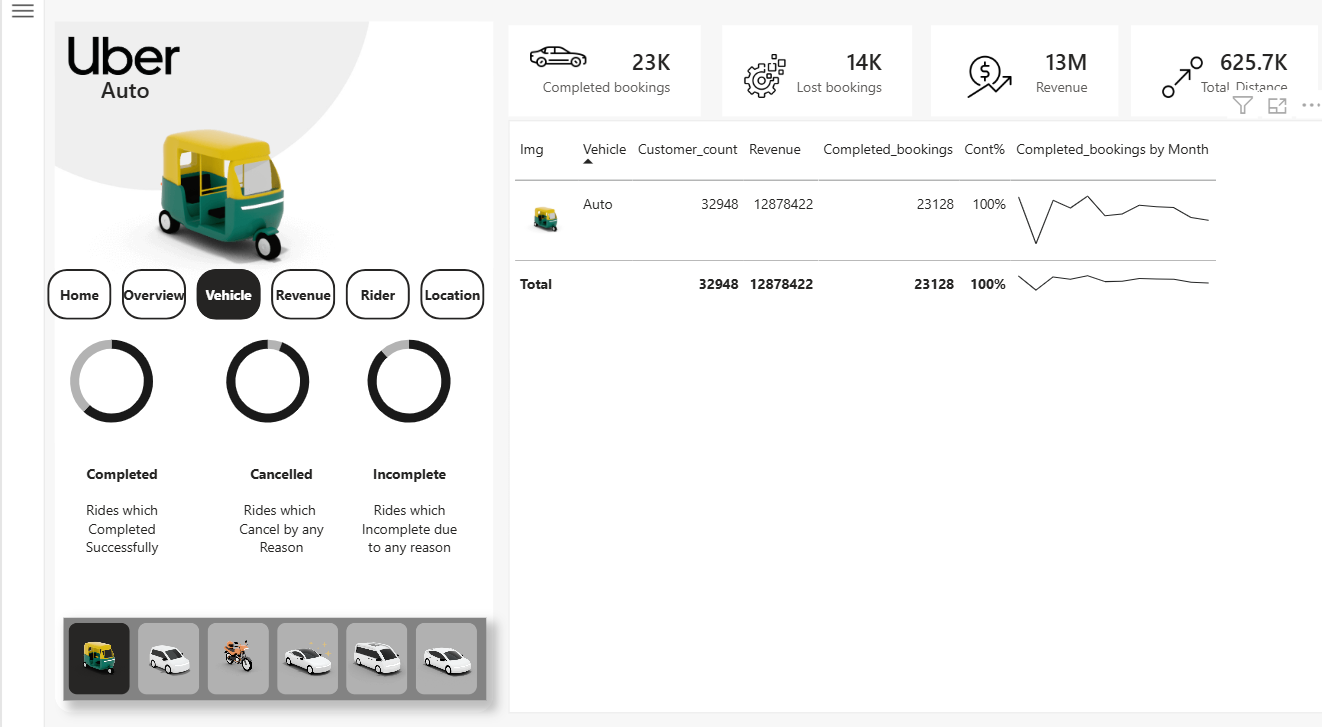 Uber
Auto
23K
Completed bookings
14K
Lost bookings
13M
Revenue
625.7K
Total Distance
Img Vehicle Customer_count Revenue Completed_bookings Cont% Completed_bookings by Month
Auto 32948 12878422 23128 100%
Total 32948 12878422 23128 100%
Home Overview Vehicle Revenue Rider Location
Completed
Rides which
Completed
Successfully
Cancelled
Rides which
Cancel by any
Reason
Incomplete
Rides which
Incomplete due
to any reason